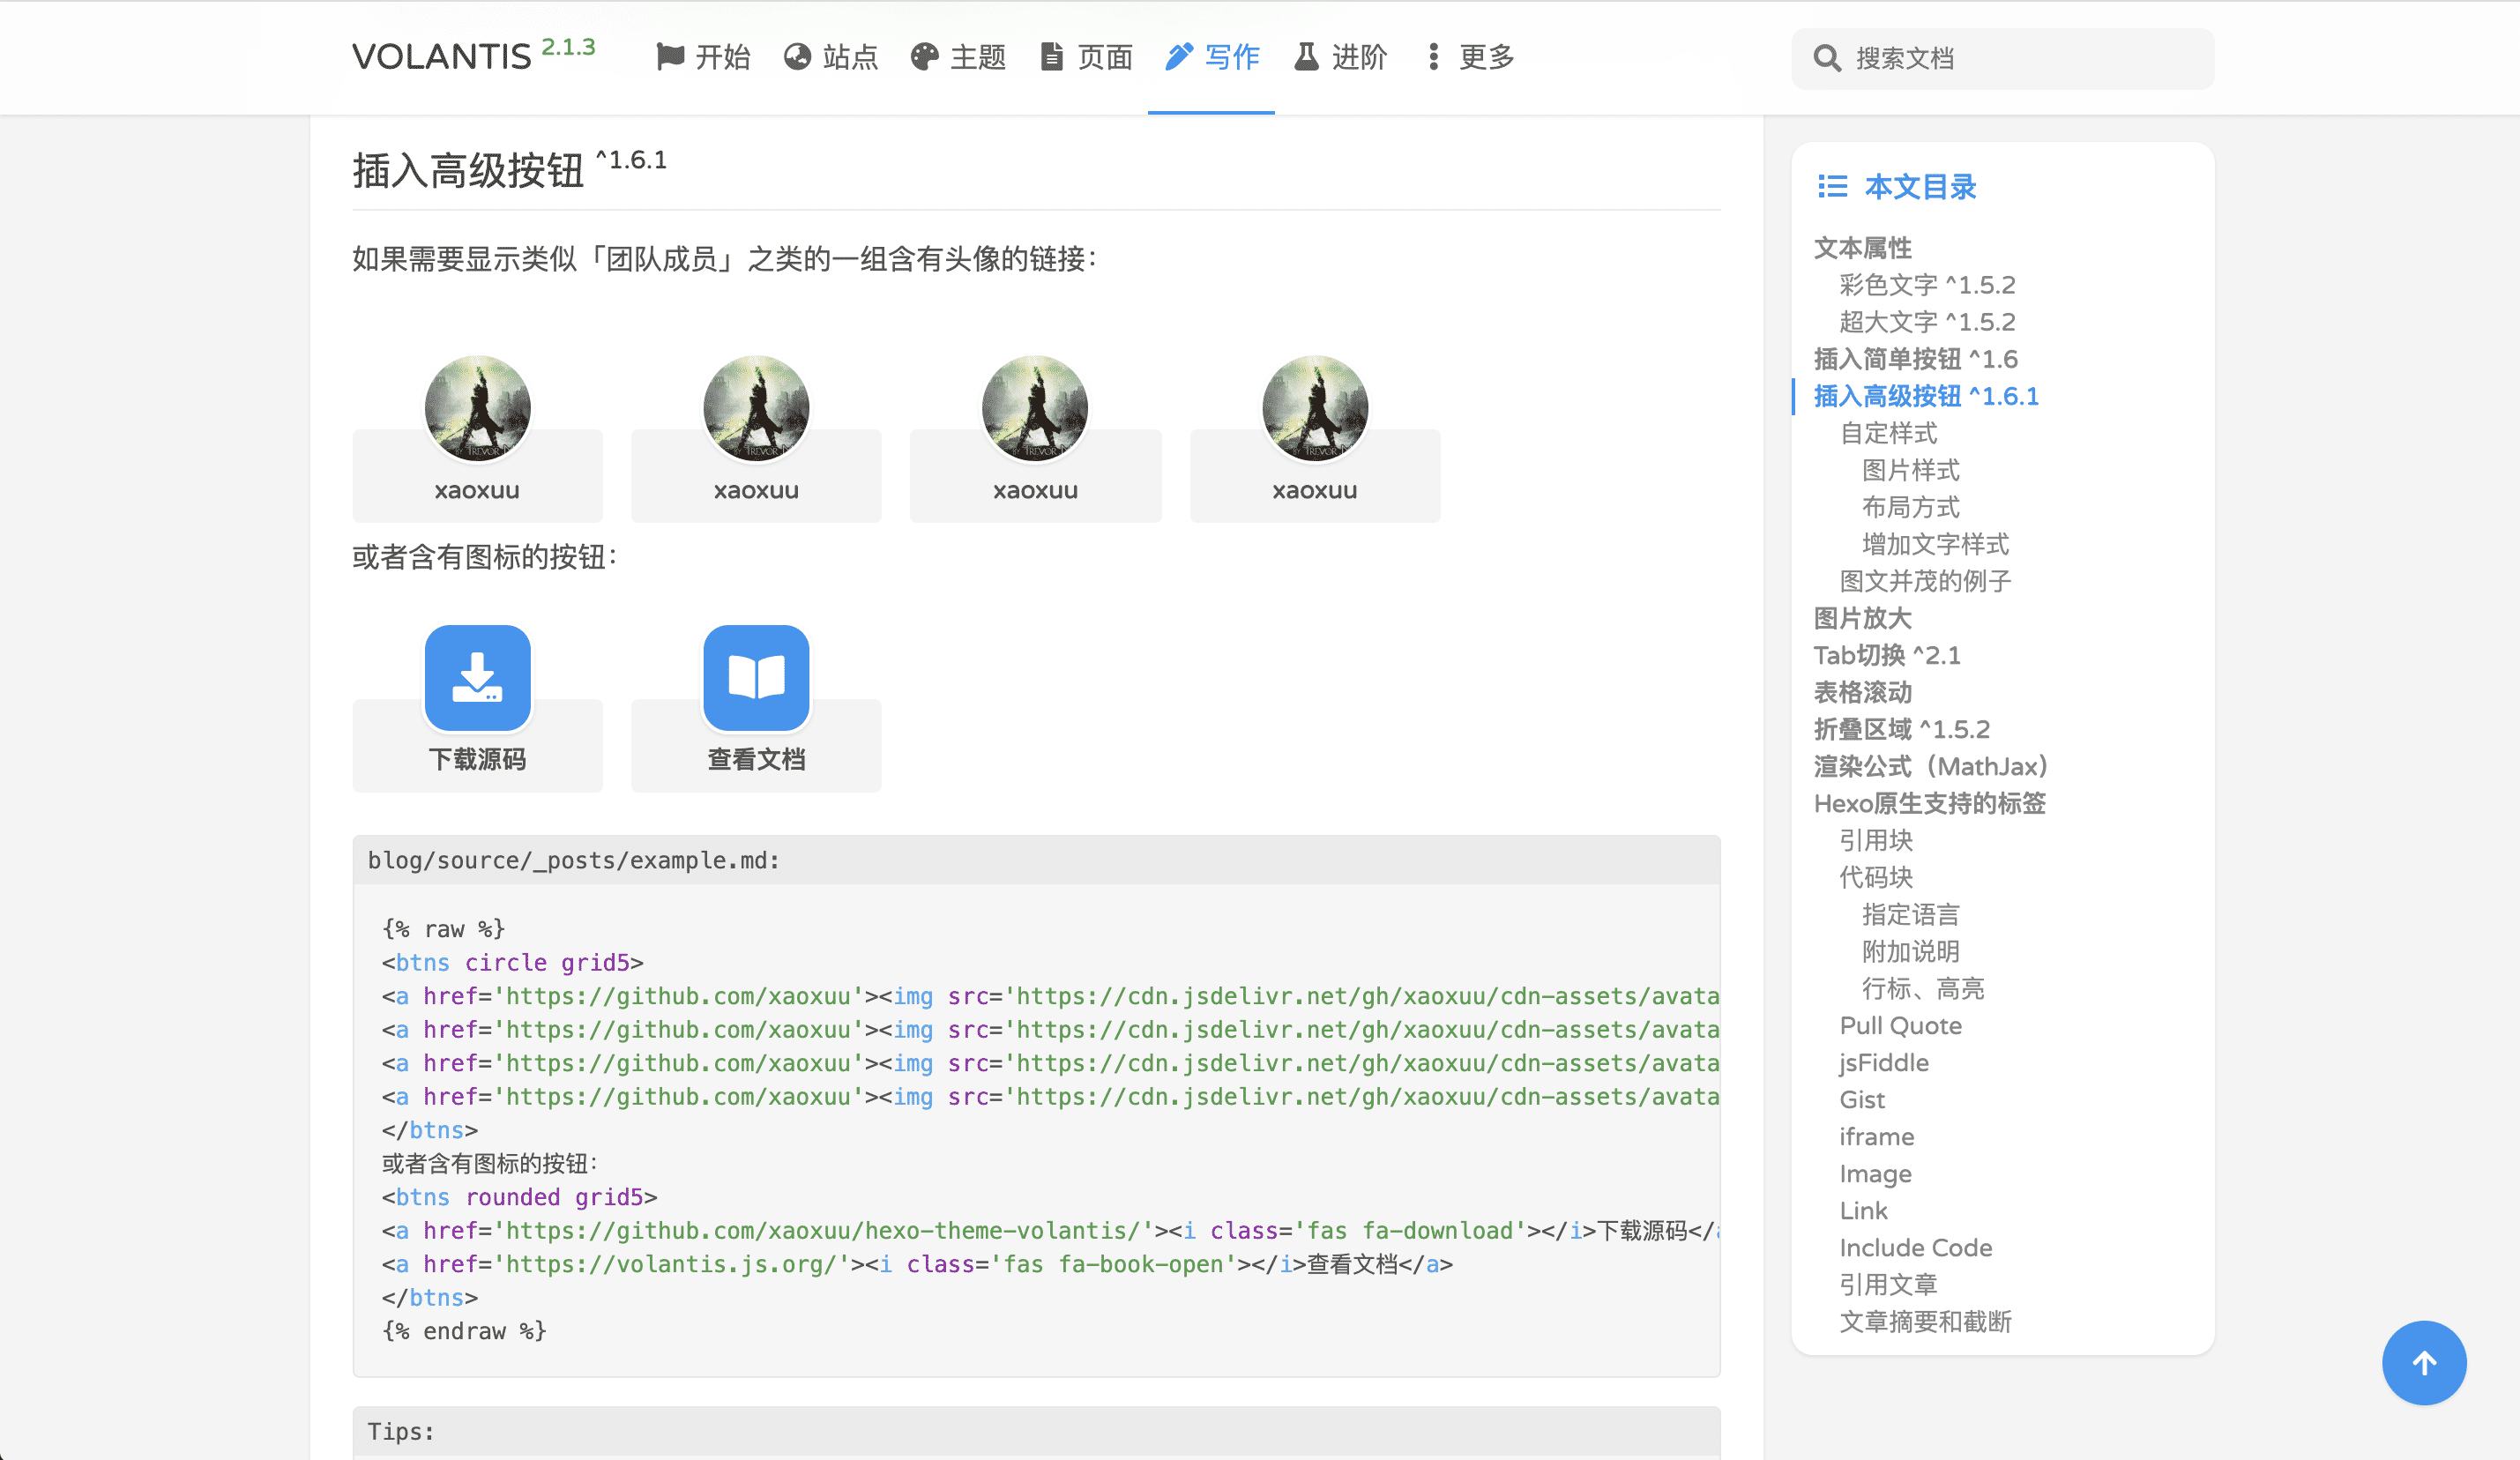 VOLANTIS 2.1.3
开始
站点
主题
页面
写作
进阶
更多
搜索文档
插入高级按钮 ^1.6.1
如果需要显示类似「团队成员」之类的一组含有头像的链接：
xaoxuu
xaoxuu
xaoxuu
xaoxuu
或者含有图标的按钮：
下载源码
查看文档
blog/source/_posts/example.md:
{% raw %}
<btns circle grid5>
<a href='https://github.com/xaoxuu'><img src='https://cdn.jsdelivr.net/gh/xaoxuu/cdn-assets/avata
<a href='https://github.com/xaoxuu'><img src='https://cdn.jsdelivr.net/gh/xaoxuu/cdn-assets/avata
<a href='https://github.com/xaoxuu'><img src='https://cdn.jsdelivr.net/gh/xaoxuu/cdn-assets/avata
<a href='https://github.com/xaoxuu'><img src='https://cdn.jsdelivr.net/gh/xaoxuu/cdn-assets/avata
</btns>
或者含有图标的按钮：
<btns rounded grid5>
<a href='https://github.com/xaoxuu/hexo-theme-volantis/'><i class='fas fa-download'></i>下载源码</
<a href='https://volantis.js.org/'><i class='fas fa-book-open'></i>查看文档</a>
</btns>
{% endraw %}
Tips:
本文目录
文本属性
彩色文字 ^1.5.2
超大文字 ^1.5.2
插入简单按钮 ^1.6
插入高级按钮 ^1.6.1
自定样式
图片样式
布局方式
增加文字样式
图文并茂的例子
图片放大
Tab切换 ^2.1
表格滚动
折叠区域 ^1.5.2
渲染公式（MathJax）
Hexo原生支持的标签
引用块
代码块
指定语言
附加说明
行标、高亮
Pull Quote
jsFiddle
Gist
iframe
Image
Link
Include Code
引用文章
文章摘要和截断